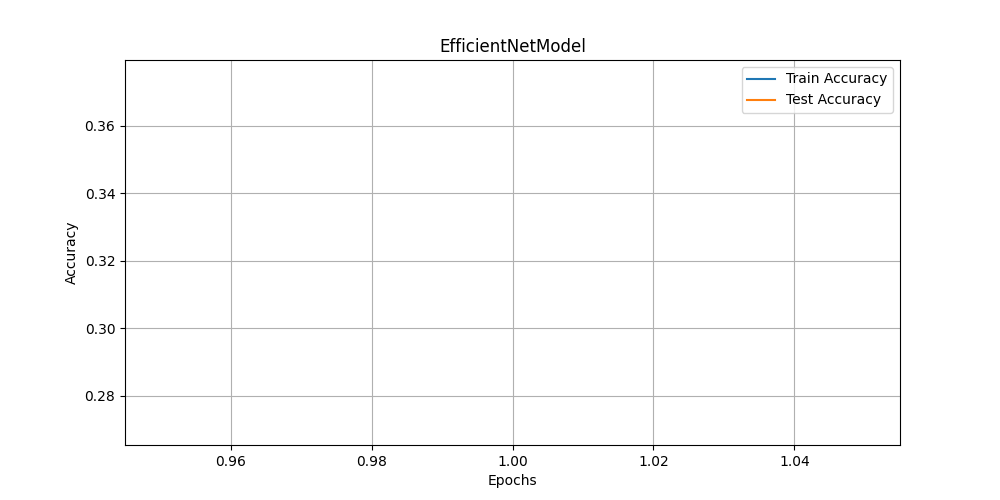 EfficientNetModel
Train Accuracy
Test Accuracy
0.36
0.34
0.32
0.30
0.28
Accuracy
0.96 0.98 1.00 1.02 1.04
Epochs